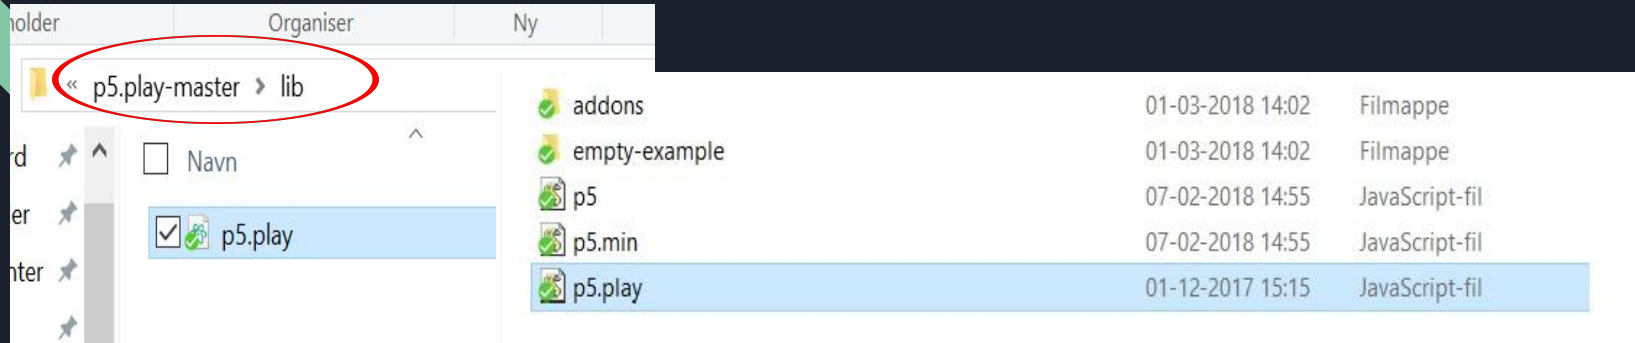 holder Organiser Ny
« p5.play-master > lib
rd
Navn
er
p5.play
nter
addons 01-03-2018 14:02 Filmappe
empty-example 01-03-2018 14:02 Filmappe
p5 07-02-2018 14:55 JavaScript-fil
p5.min 07-02-2018 14:55 JavaScript-fil
p5.play 01-12-2017 15:15 JavaScript-fil